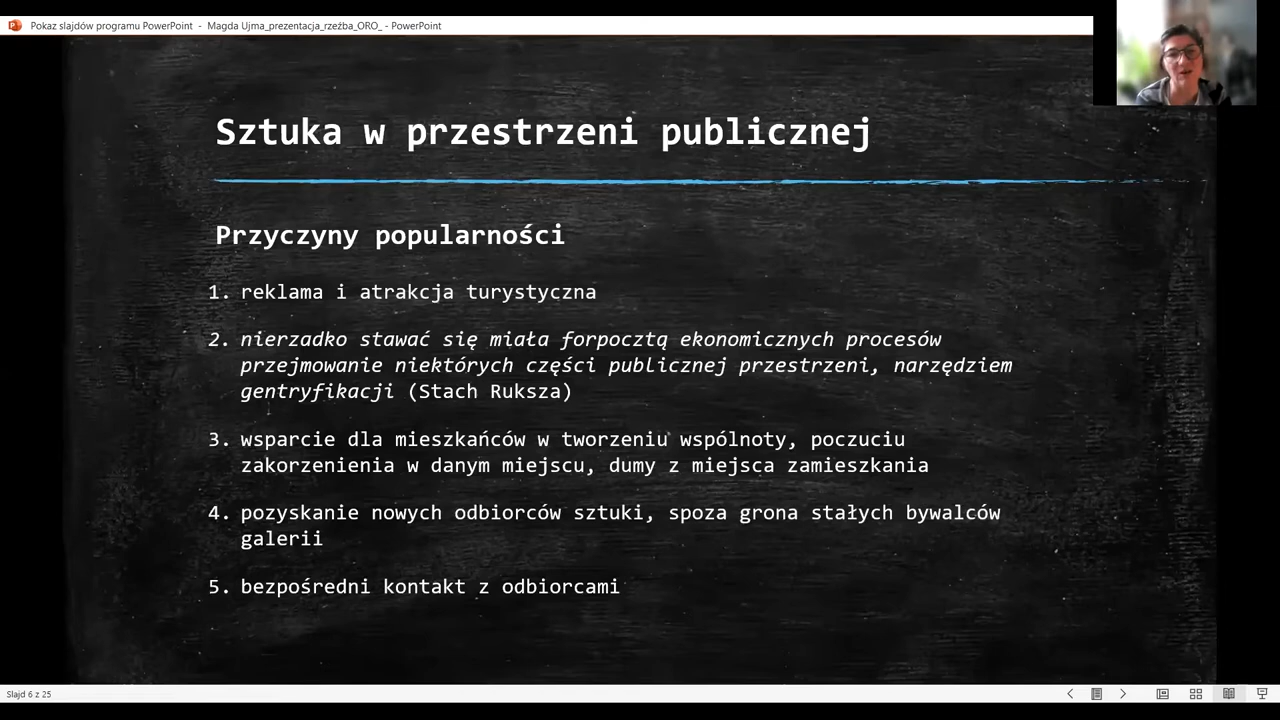 Pokaz slajdów programu PowerPoint - Magda Ujma_prezentacja_rzeźba_ORO_ - PowerPoint
Sztuka w przestrzeni publicznej
Przyczyny popularności
1. reklama i atrakcja turystyczna
2. nierzadko stawać się miała forpocztą ekonomicznych procesów
przejmowanie niektórych części publicznej przestrzeni, narzędziem
gentryfikacji (Stach Ruksza)
3. wsparcie dla mieszkańców w tworzeniu wspólnoty, poczuciu
zakorzenienia w danym miejscu, dumy z miejsca zamieszkania
4. pozyskanie nowych odbiorców sztuki, spoza grona stałych bywalców
galerii
5. bezpośredni kontakt z odbiorcami
Slajd 6 z 25